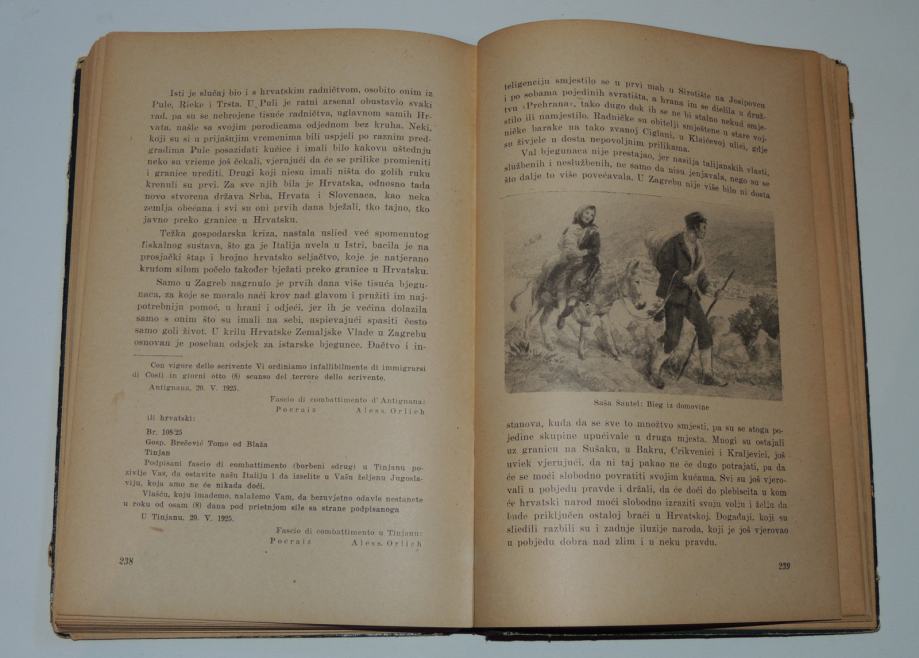 Isti je slučaj bio i s hrvatskim radničtvom, osobito onim iz
Pule, Rieke i Trsta. U Puli je ratni arsenal obustavio svaki
rad, pa su se nebrojene tisuće radničtva, uglavnom samih Hr-
vata, našle sa svojim porodicama odjednom bez kruha. Neki,
koji su si u prijašnjim vremenima bili uspjeli po raznim pred-
građima Pule posazidati kućice i imali bilo kakovu uštednju
neko su vrieme još čekali, vjerujući da će se prilike promieniti
i granice urediti. Drugi koji niesu imali ništa do golih ruku
krenuli su prvi. Za sve njih bila je Hrvatska, odnosno tada
novo stvorena država Srba, Hrvata i Slovenaca, kao neka
zemlja obećana i svi su oni prvih dana bježali, tko tajno, tko
javno preko granice u Hrvatsku.
Težka gospodarska kriza, nastala uslied već spomenutog
fiskalnog sustava, što ga je Italija uvela u Istri, bacila je na
prosjački štap i brojno hrvatsko seljačtvo, koje je natjerano
krutom silom počelo također bježati preko granice u Hrvatsku.
Samo u Zagreb nagrnulo je prvih dana više tisuća bjegu-
naca, za koje se moralo naći krov nad glavom i pružiti im naj-
potrebniju pomoć, u hrani i odjeći, jer ih je većina dolazila
samo s onim što su imali na sebi, uspievajući spasiti često
samo goli život. U krilu Hrvatske Zemaljske Vlade u Zagrebu
osnovan je poseban odsjek za istarske bjegunce. Đačtvo i in-
Con vigore dello scrivente Vi ordiniamo infallibilmente di immigrarsi
di Costi in giorni otto (8) scanso del terrore dello scrivente.
Antignana, 20. V. 1925.
Fascio di combattimento d'Antignana:
Pocraiz Aless. Orlich
ili hrvatski:
Br. 108/25
Gosp. Brečević Tomo od Blaža
Tinjan
Podpisani fascio di combattimento (borbeni sdrug) u Tinjanu po-
zivlje Vas, da ostavite našu Italiju i da izselite u Vašu željenu Jugosla-
viju, koja amo ne će nikada doći.
Vlašću, koju imademo, nalažemo Vam, da bezuvjetno odavle nestanete
u roku od osam (8) dana pod prietnjom sile sa strane podpisanoga
U Tinjanu, 20. V. 1925.
Fascio di combattimento u Tinjanu:
Pocraiz Aless. Orlich
238
teligenciju smjestilo se u prvi mah u Sirotište na Josipovcu
i po sobama pojedinih svratišta, a hrana im se dielila u druž-
tvu »Prehrana«, tako dugo dok ih se ne bi stalno nekud smje-
stilo ili namjestilo. Radničke su obitelji smještene u stare voj-
ničke barake na tako zvanoj Ciglani, u Klaićevoj ulici, gdje
su živjele u dosta nepovoljnim prilikama.
Val bjegunaca nije prestajao, jer nasilja talijanskih vlasti,
službenih i neslužbenih, ne samo da nisu jenjavala, nego su se
što dalje to više povećavala. U Zagrebu nije više bilo ni dosta
Saša Šantel: Bieg iz domovine
stanova, kuda da se sve to množtvo smjesti, pa su se stoga po-
jedine skupine upućivale u druga mjesta. Mnogi su ostajali
uz granicu na Sušaku, u Bakru, Crikvenici i Kraljevici, još
uviek vjerujući, da ni taj pakao ne će dugo potrajati, pa da
će se moći slobodno povratiti svojim kućama. Svi su još vjero-
vali u pobjedu pravde i držali, da će doći do plebiscita u kom
će hrvatski narod moći slobodno izraziti svoju volju i želju da
bude priključen ostaloj braći u Hrvatskoj. Događaji, koji su
sliedili razbili su i zadnje iluzije naroda, koji je još vjerovao
u pobjedu dobra nad zlim i u neku pravdu.
239